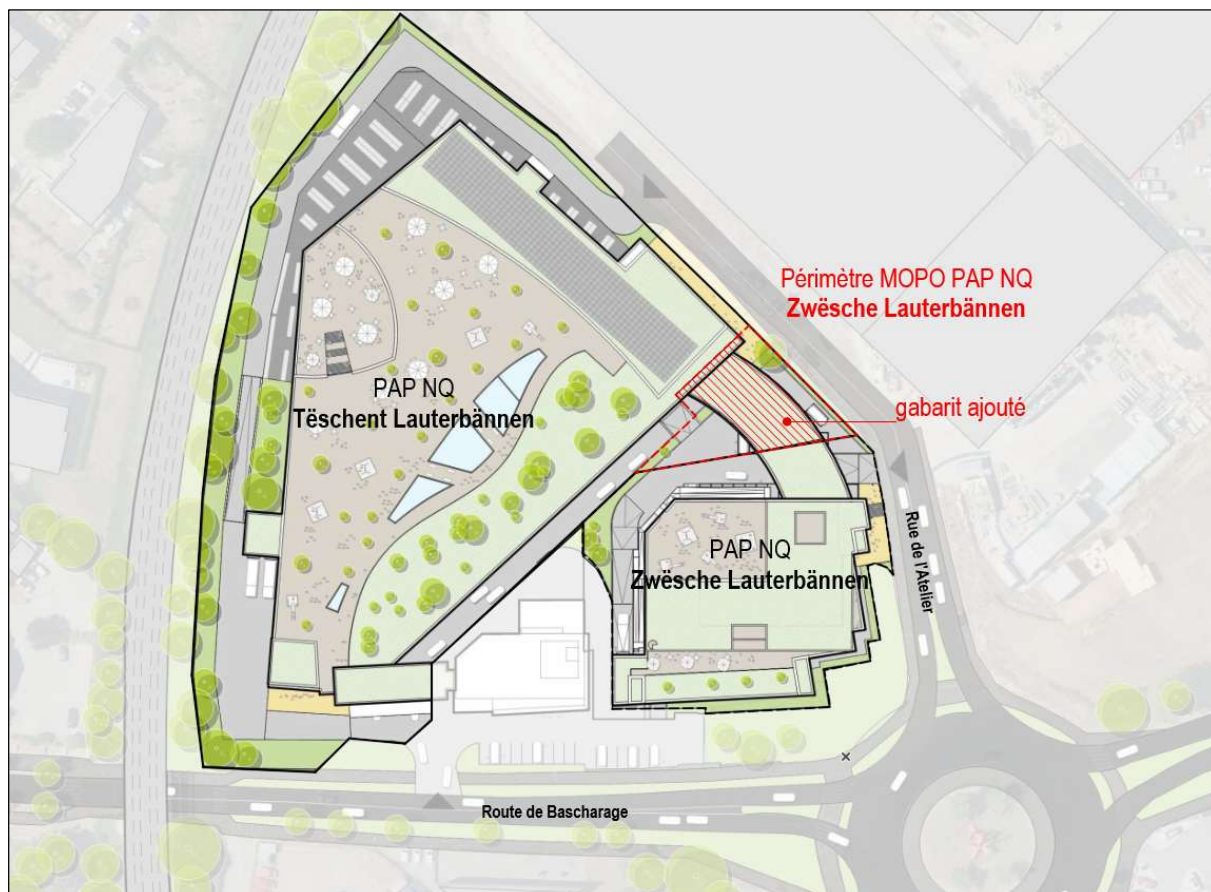 Périmètre MOPO PAP NQ
Zwësche Lauterbännen
PAP NQ
Tëschent Lauterbännen
gabarit ajouté
PAP NQ
Zwësche Lauterbännen
Rue de l'Atelier
Route de Bascharage